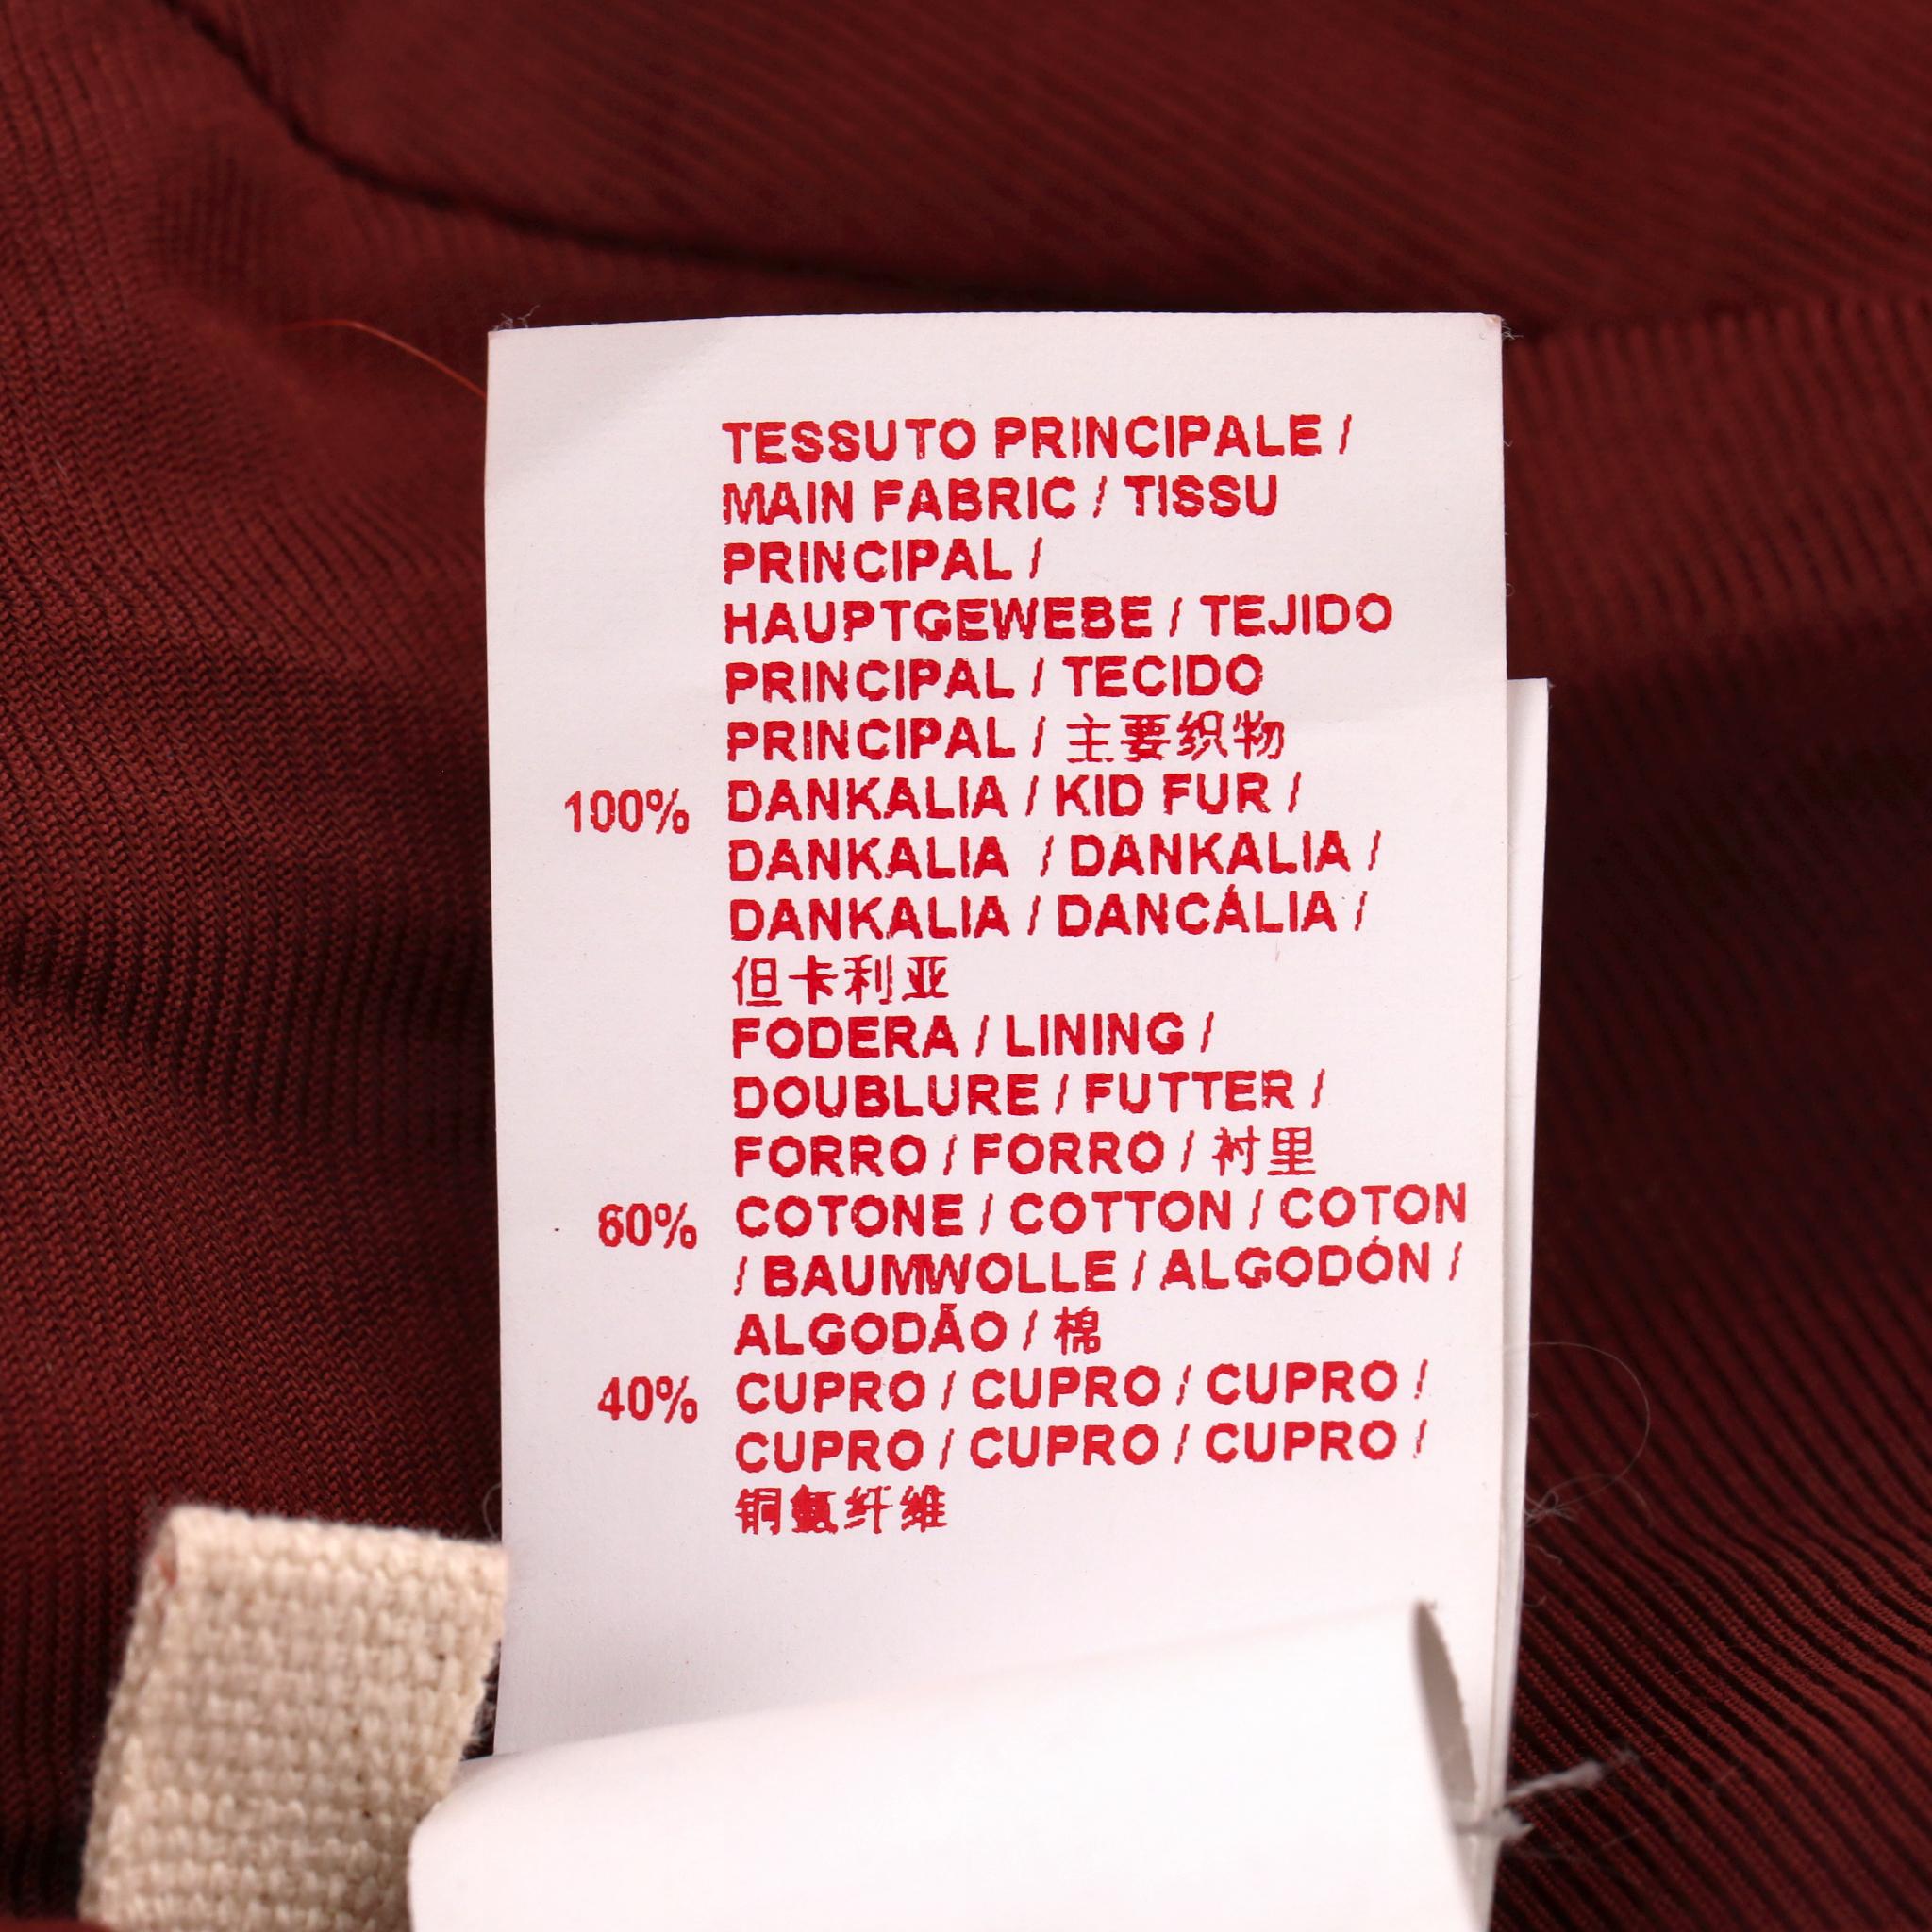 TESSUTO PRINCIPALE /
MAIN FABRIC / TISSU
PRINCIPAL /
HAUPTGEWEBE / TEJIDO
PRINCIPAL / TECIDO
PRINCIPAL / 主要织物
100% DANKALIA / KID FUR /
DANKALIA / DANKALIA /
DANKALIA / DANCÁLIA /
但卡利亚
FODERA / LINING /
DOUBLURE / FUTTER /
FORRO / FORRO / 衬里
60% COTONE / COTTON / COTON
/ BAUMWOLLE / ALGODÓN /
ALGODÃO / 棉
40% CUPRO / CUPRO / CUPRO /
CUPRO / CUPRO / CUPRO /
铜氨纤维